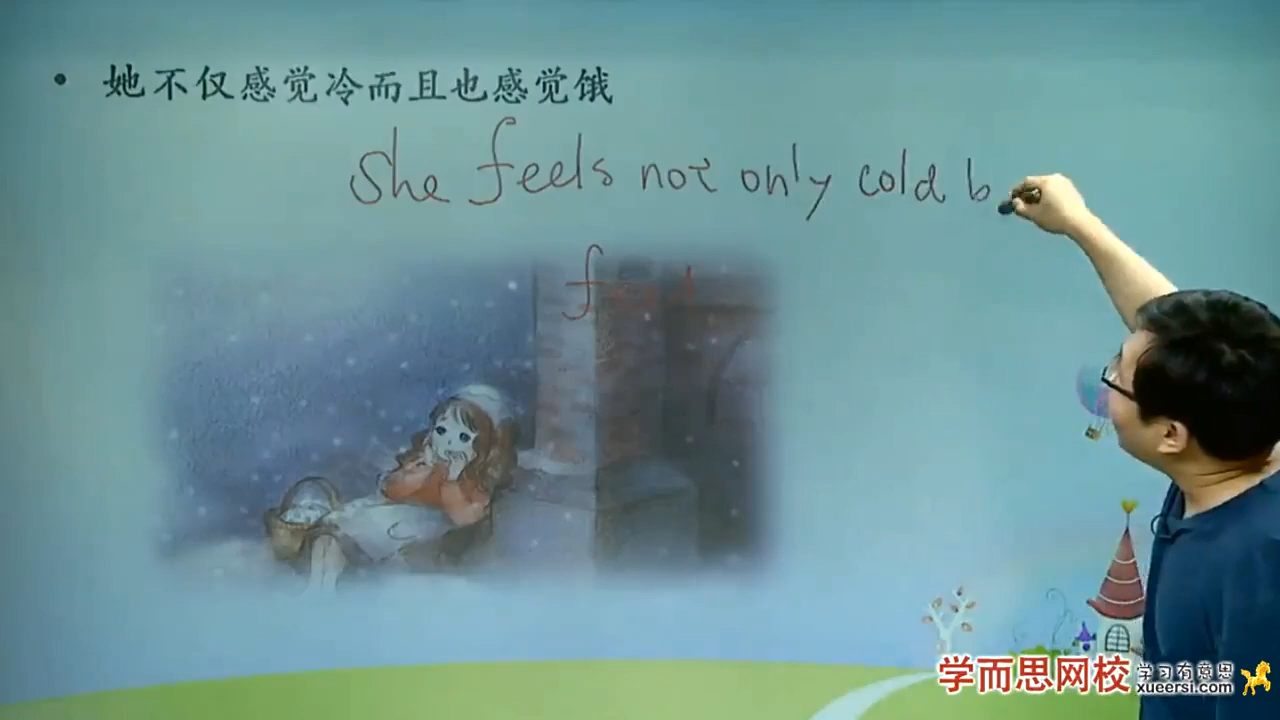 • 她不仅感觉冷而且也感觉饿
She feels not only cold b
学而思网校
学习有意思
xueersi.com